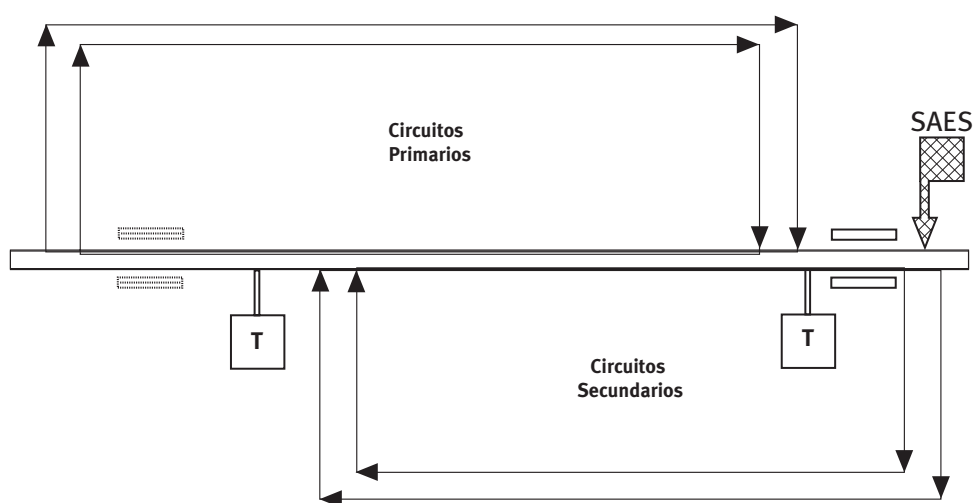 Circuitos
Primarios
SAES
T
T
Circuitos
Secundarios